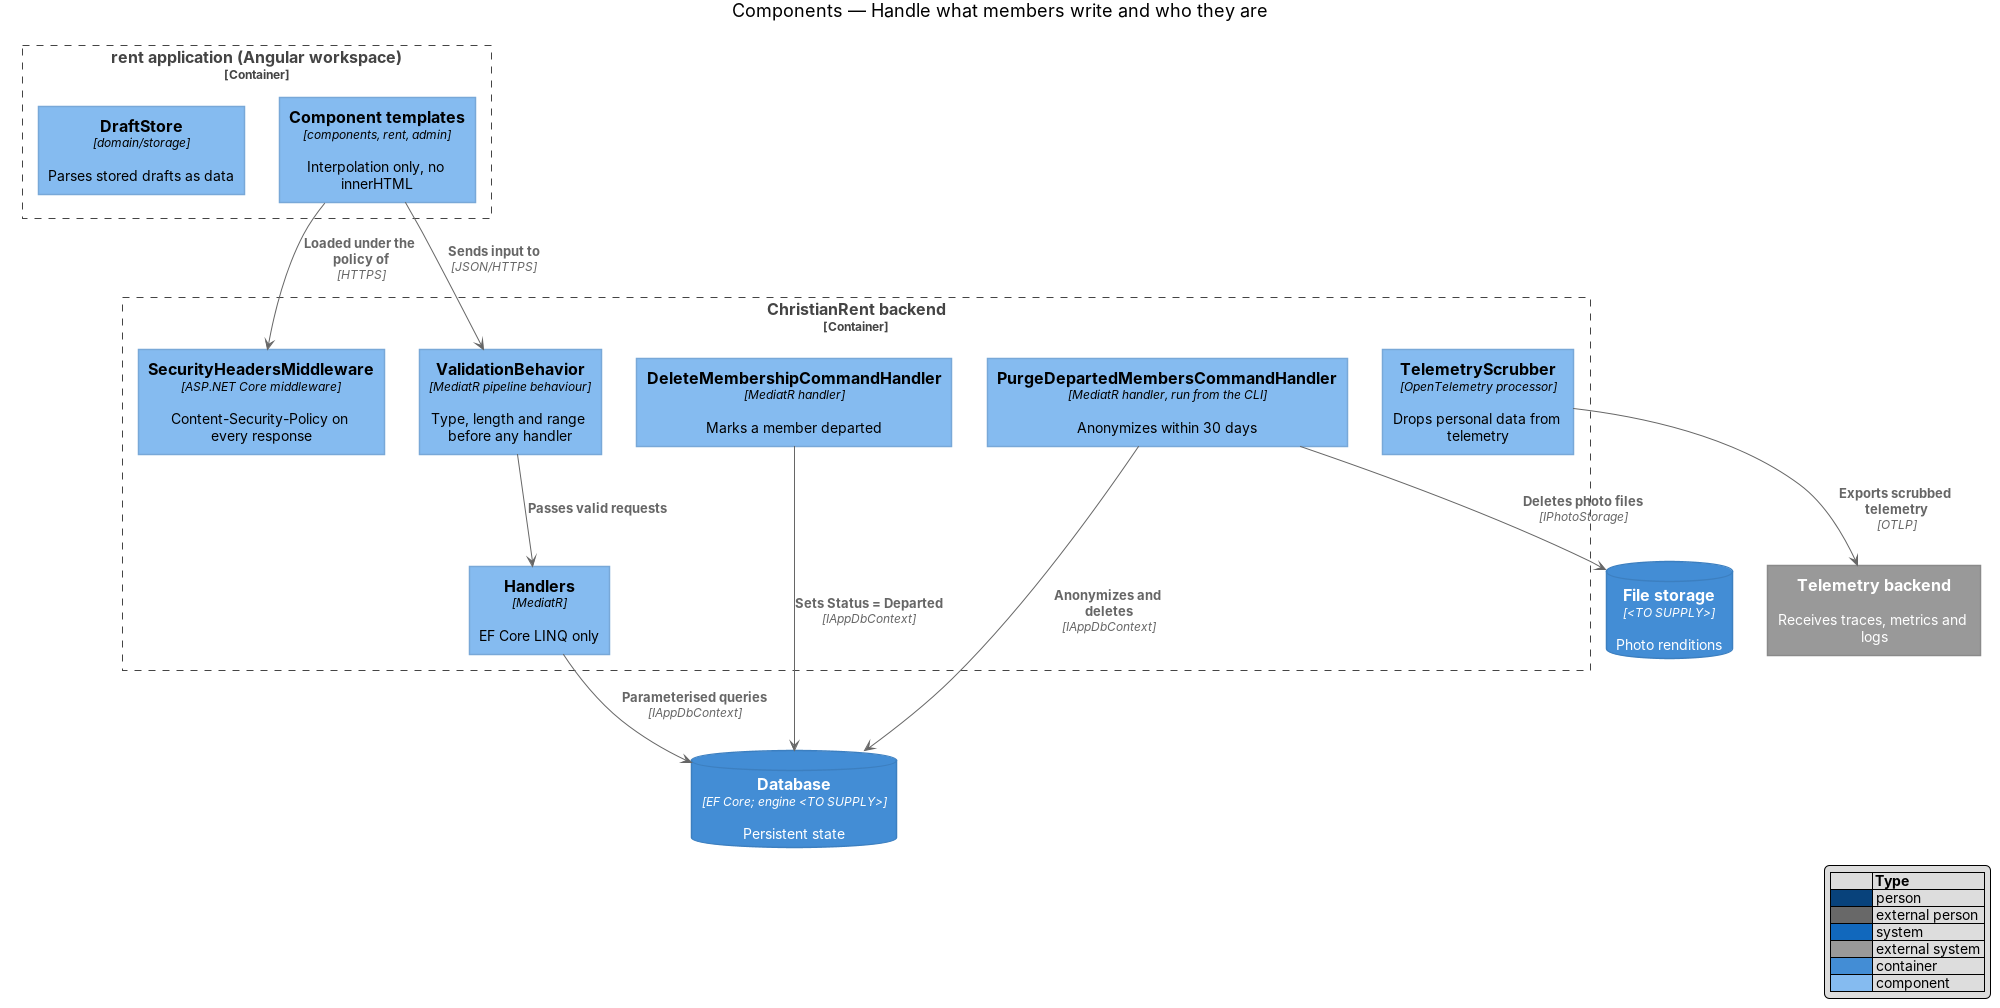 Components — Handle what members write and who they are
rent application (Angular workspace)
[Container]
DraftStore
[domain/storage]
Parses stored drafts as data
Component templates
[components, rent, admin]
Interpolation only, no
innerHTML
Loaded under the
policy of
[HTTPS]
Sends input to
[JSON/HTTPS]
ChristianRent backend
[Container]
SecurityHeadersMiddleware
[ASP.NET Core middleware]
Content-Security-Policy on
every response
ValidationBehavior
[MediatR pipeline behaviour]
Type, length and range
before any handler
DeleteMembershipCommandHandler
[MediatR handler]
Marks a member departed
PurgeDepartedMembersCommandHandler
[MediatR handler, run from the CLI]
Anonymizes within 30 days
TelemetryScrubber
[OpenTelemetry processor]
Drops personal data from
telemetry
Passes valid requests
Deletes photo files
[IPhotoStorage]
Exports scrubbed
telemetry
[OTLP]
Handlers
[MediatR]
EF Core LINQ only
Sets Status = Departed
[IAppDbContext]
Anonymizes and
deletes
[IAppDbContext]
File storage
[<TO SUPPLY>]
Photo renditions
Telemetry backend
Receives traces, metrics and
logs
Parameterised queries
[IAppDbContext]
Database
[EF Core; engine <TO SUPPLY>]
Persistent state
Type
person
external person
system
external system
container
component